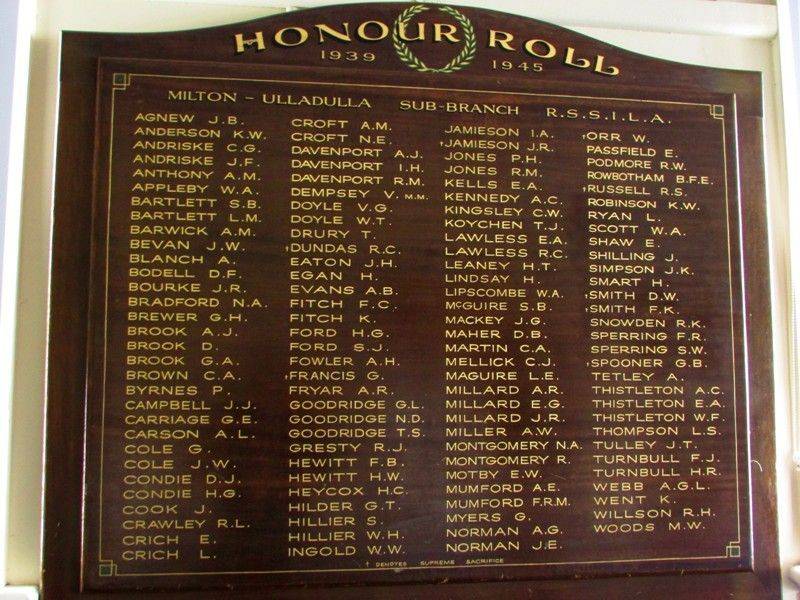 HONOUR ROLL
1939 1945
MILTON - ULLADULLA SUB-BRANCH R.S.S.I.L.A.
AGNEW J.B.
ANDERSON K.W.
ANDRISKE C.G.
ANDRISKE J.F.
ANTHONY A.M.
APPLEBY W.A.
BARTLETT S.B.
BARTLETT L.M.
BARWICK A.M.
BEVAN J.W.
BLANCH A.
BODELL D.F.
BOURKE J.R.
BRADFORD N.A.
BREWER G.H.
BROOK A.J.
BROOK D.
BROOK G.A.
BROWN C.A.
BYRNES P.
CAMPBELL J.J.
CARRIAGE G.E.
CARSON A.L.
COLE G.
COLE J.W.
CONDIE D.J.
CONDIE H.G.
COOK J.
CRAWLEY R.L.
CRICH E.
CRICH L.
CROFT A.M.
CROFT N.E.
DAVENPORT A.J.
DAVENPORT I.H.
DAVENPORT R.M.
DEMPSEY V. M.M.
DOYLE V.G.
DOYLE W.T.
DRURY T.
†DUNDAS R.C.
EATON J.H.
EGAN H.
EVANS A.B.
FITCH F.C.
FITCH K.
FORD H.G.
FORD S.J.
FOWLER A.H.
†FRANCIS G.
FRYAR A.R.
GOODRIDGE G.L.
GOODRIDGE N.D.
GOODRIDGE T.S.
GRESTY R.J.
HEWITT F.B.
HEWITT H.W.
HEYCOX H.C.
HILDER G.T.
HILLIER S.
HILLIER W.H.
INGOLD W.W.
JAMIESON I.A.
†JAMIESON J.R.
JONES P.H.
JONES R.M.
KELLS E.A.
KENNEDY A.C.
KINGSLEY C.W.
KOYCHEN T.J.
LAWLESS E.A.
LAWLESS R.C.
LEANEY H.T.
LINDSAY H.
LIPSCOMBE W.A.
McGUIRE S.B.
MACKEY J.G.
MAHER D.B.
MARTIN C.A.
MELLICK C.J.
MAGUIRE L.E.
MILLARD A.R.
MILLARD E.G.
MILLARD J.R.
MILLER A.W.
MONTGOMERY N.A.
MONTGOMERY R.
MOTBY E.W.
MUMFORD A.E.
MUMFORD F.R.M.
MYERS G.
NORMAN A.G.
NORMAN J.E.
†ORR W.
PASSFIELD E.
PODMORE R.W.
ROWBOTHAM B.F.E.
†RUSSELL R.S.
ROBINSON K.W.
RYAN L.
SCOTT W.A.
SHAW E.
SHILLING J.
SIMPSON J.K.
SMART H.
†SMITH D.W.
†SMITH F.K.
SNOWDEN R.K.
SPERRING F.R.
SPERRING S.W.
†SPOONER G.B.
TETLEY A.
THISTLETON A.C.
THISTLETON E.A.
THISTLETON W.F.
THOMPSON L.S.
TULLEY J.T.
TURNBULL F.J.
TURNBULL H.R.
WEBB A.G.L.
WENT K.
WILLSON R.H.
WOODS M.W.
† DENOTES SUPREME SACRIFICE